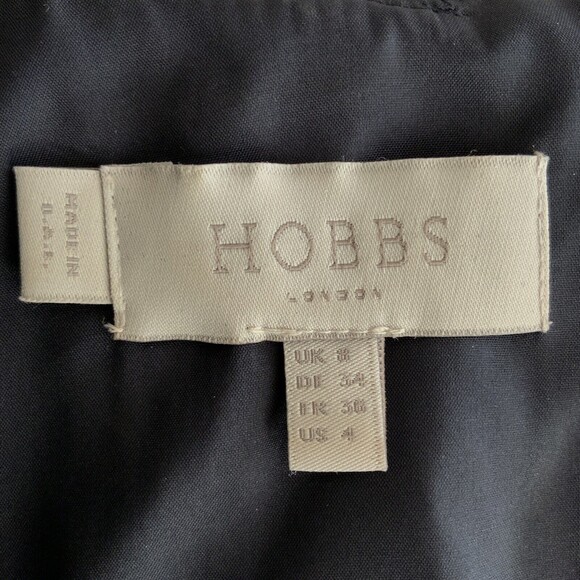 MADE IN
HOBBS
LONDON
UK 8
DE 34
FR 36
US 4